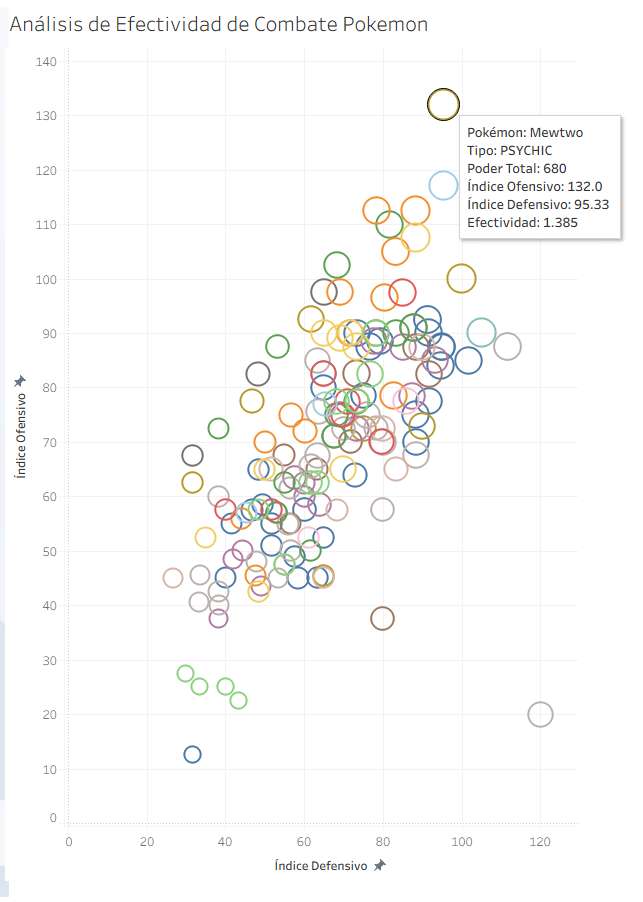 Análisis de Efectividad de Combate Pokemon
140
130
120
110
100
90
80
70
60
50
40
30
20
10
0
Índice Ofensivo
Pokémon: Mewtwo
Tipo: PSYCHIC
Poder Total: 680
Índice Ofensivo: 132.0
Índice Defensivo: 95.33
Efectividad: 1.385
0 20 40 60 80 100 120
Índice Defensivo